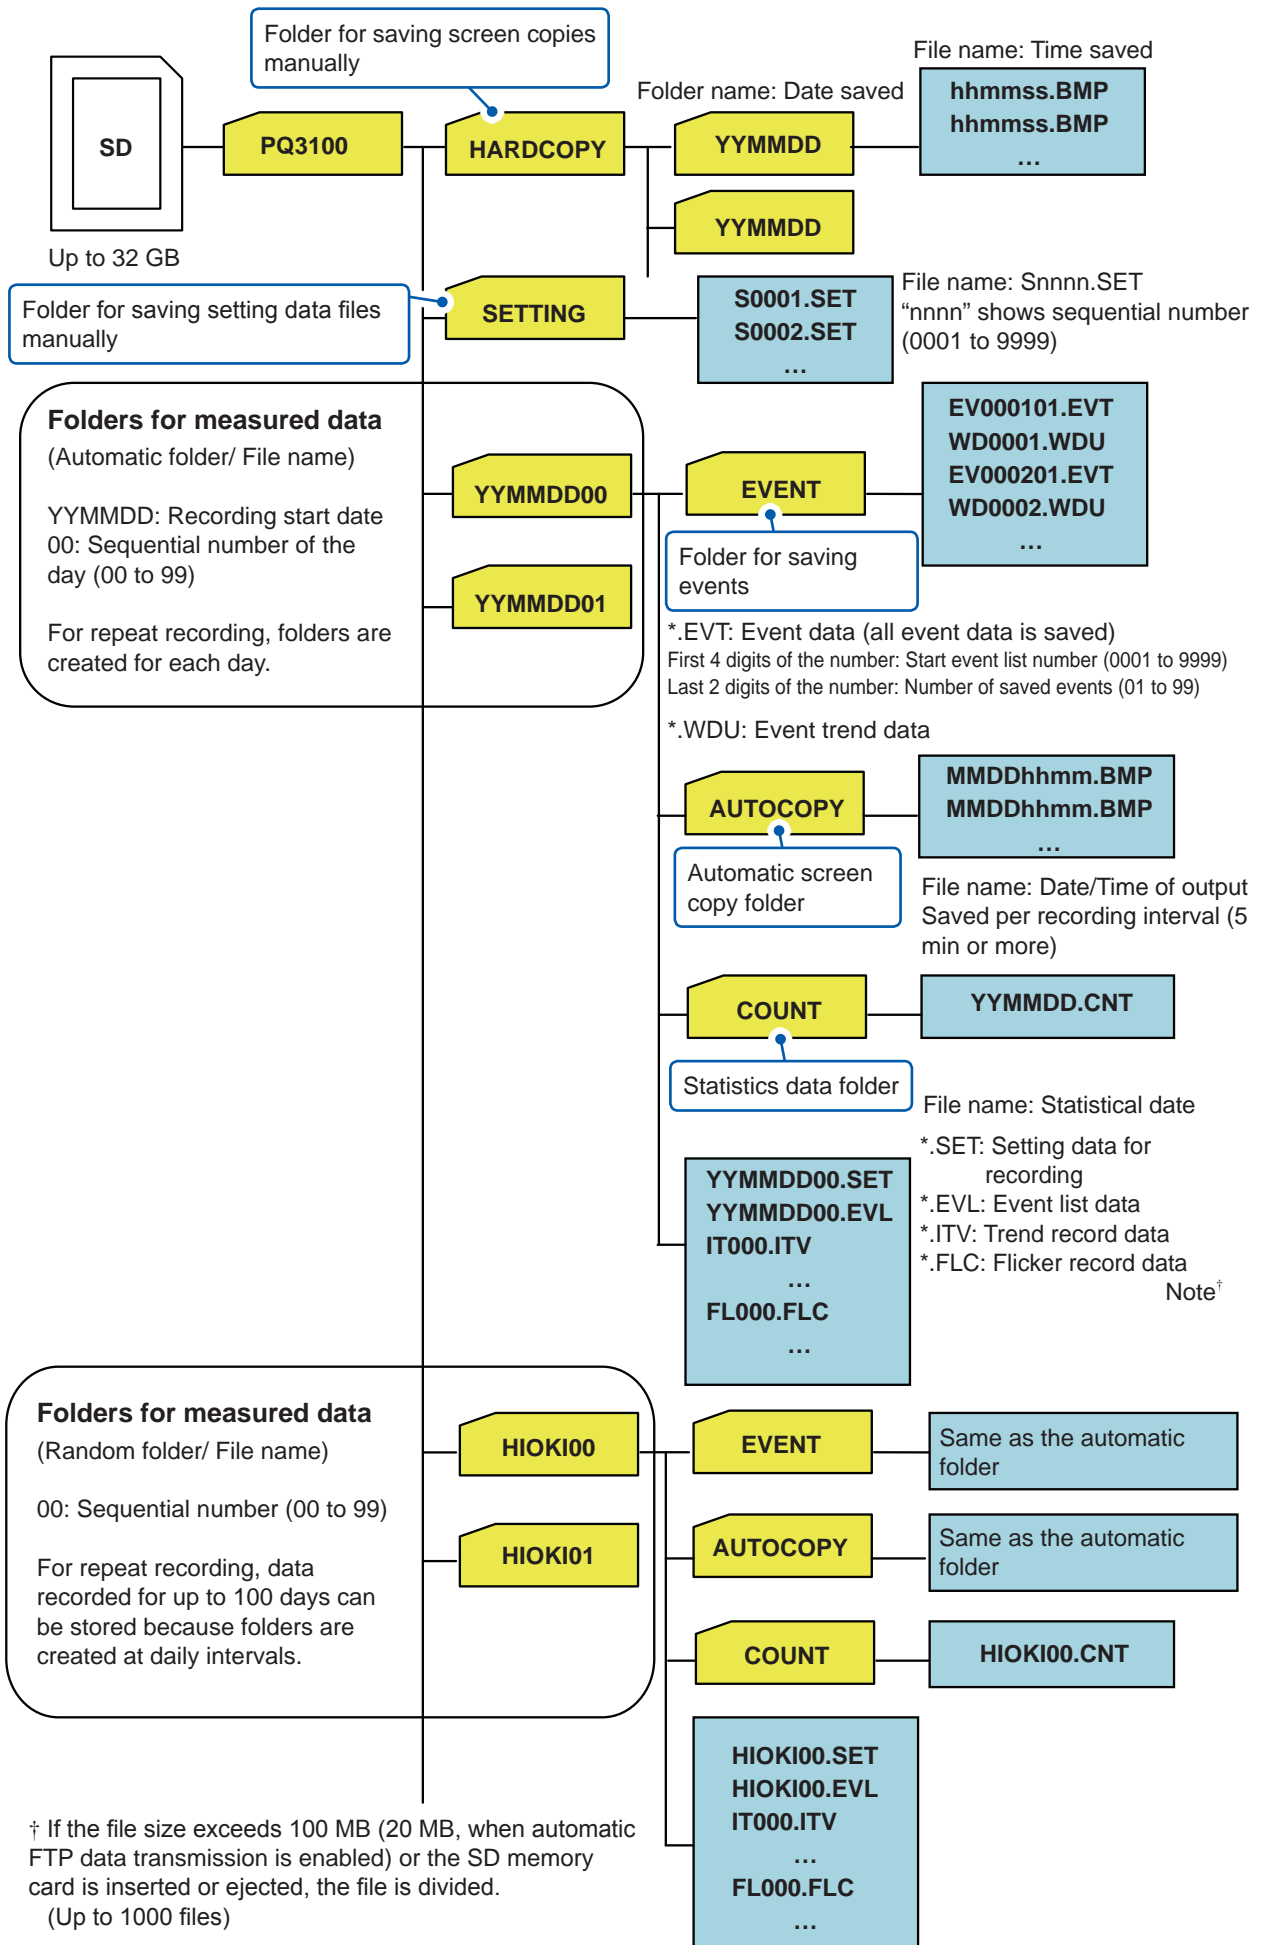 Folder for saving screen copies
manually
File name: Time saved
Folder name: Date saved
hhmmss.BMP
hhmmss.BMP
...
SD
PQ3100
HARDCOPY
YYMMDD
YYMMDD
Up to 32 GB
Folder for saving setting data files
manually
SETTING
S0001.SET
S0002.SET
...
File name: Snnnn.SET
“nnnn” shows sequential number
(0001 to 9999)
Folders for measured data
(Automatic folder/ File name)
YYMMDD: Recording start date
00: Sequential number of the
day (00 to 99)
For repeat recording, folders are
created for each day.
YYMMDD00
YYMMDD01
EVENT
EV000101.EVT
WD0001.WDU
EV000201.EVT
WD0002.WDU
...
Folder for saving
events
*.EVT: Event data (all event data is saved)
First 4 digits of the number: Start event list number (0001 to 9999)
Last 2 digits of the number: Number of saved events (01 to 99)
*.WDU: Event trend data
AUTOCOPY
MMDDhhmm.BMP
MMDDhhmm.BMP
...
Automatic screen
copy folder
File name: Date/Time of output
Saved per recording interval (5
min or more)
COUNT
YYMMDD.CNT
Statistics data folder
File name: Statistical date
YYMMDD00.SET
YYMMDD00.EVL
IT000.ITV
...
FL000.FLC
...
*.SET: Setting data for
recording
*.EVL: Event list data
*.ITV: Trend record data
*.FLC: Flicker record data
Note†
Folders for measured data
(Random folder/ File name)
00: Sequential number (00 to 99)
For repeat recording, data
recorded for up to 100 days can
be stored because folders are
created at daily intervals.
HIOKI00
HIOKI01
EVENT
Same as the automatic
folder
AUTOCOPY
Same as the automatic
folder
COUNT
HIOKI00.CNT
HIOKI00.SET
HIOKI00.EVL
IT000.ITV
...
FL000.FLC
...
† If the file size exceeds 100 MB (20 MB, when automatic
FTP data transmission is enabled) or the SD memory
card is inserted or ejected, the file is divided.
(Up to 1000 files)